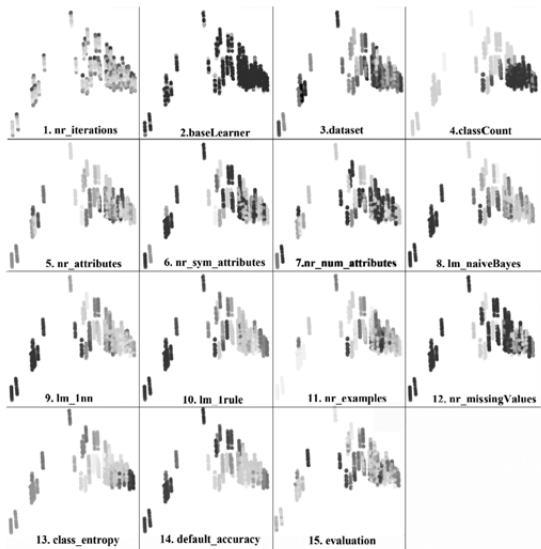 1. nr_iterations
2.baseLearner
3.dataset
4.classCount
5. nr_attributes
6. nr_sym_attributes
7.nr_num_attributes
8. lm_naiveBayes
9. lm_1nn
10. lm_1rule
11. nr_examples
12. nr_missingValues
13. class_entropy
14. default_accuracy
15. evaluation